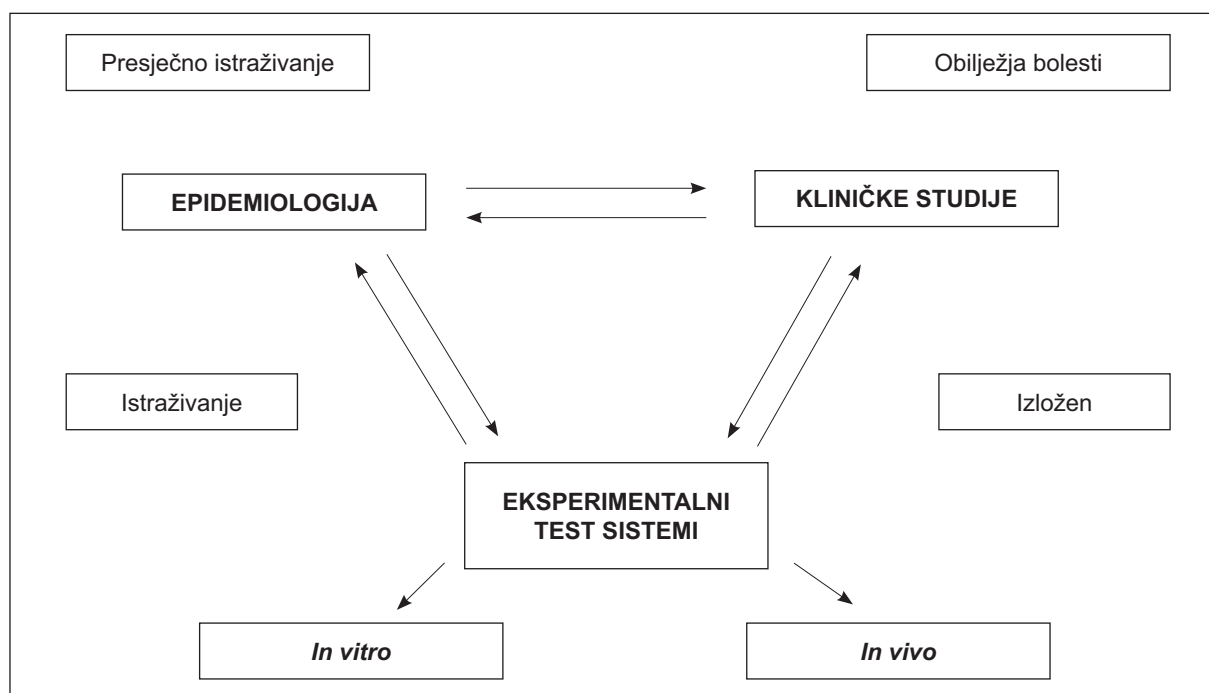 Presječno istraživanje
Obilježja bolesti
EPIDEMIOLOGIJA
KLINIČKE STUDIJE
Istraživanje
Izložen
EKSPERIMENTALNI
TEST SISTEMI
In vitro
In vivo